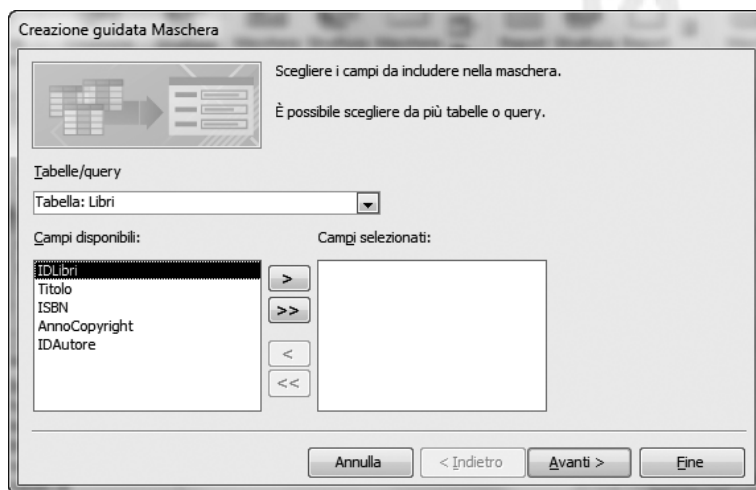 Creazione guidata Maschera
Scegliere i campi da includere nella maschera.
È possibile scegliere da più tabelle o query.
Tabelle/query
Tabella: Libri
Campi disponibili:
Campi selezionati:
IDLibri
Titolo
ISBN
AnnoCopyright
IDAutore
>
>>
<
<<
Annulla
< Indietro
Avanti >
Fine